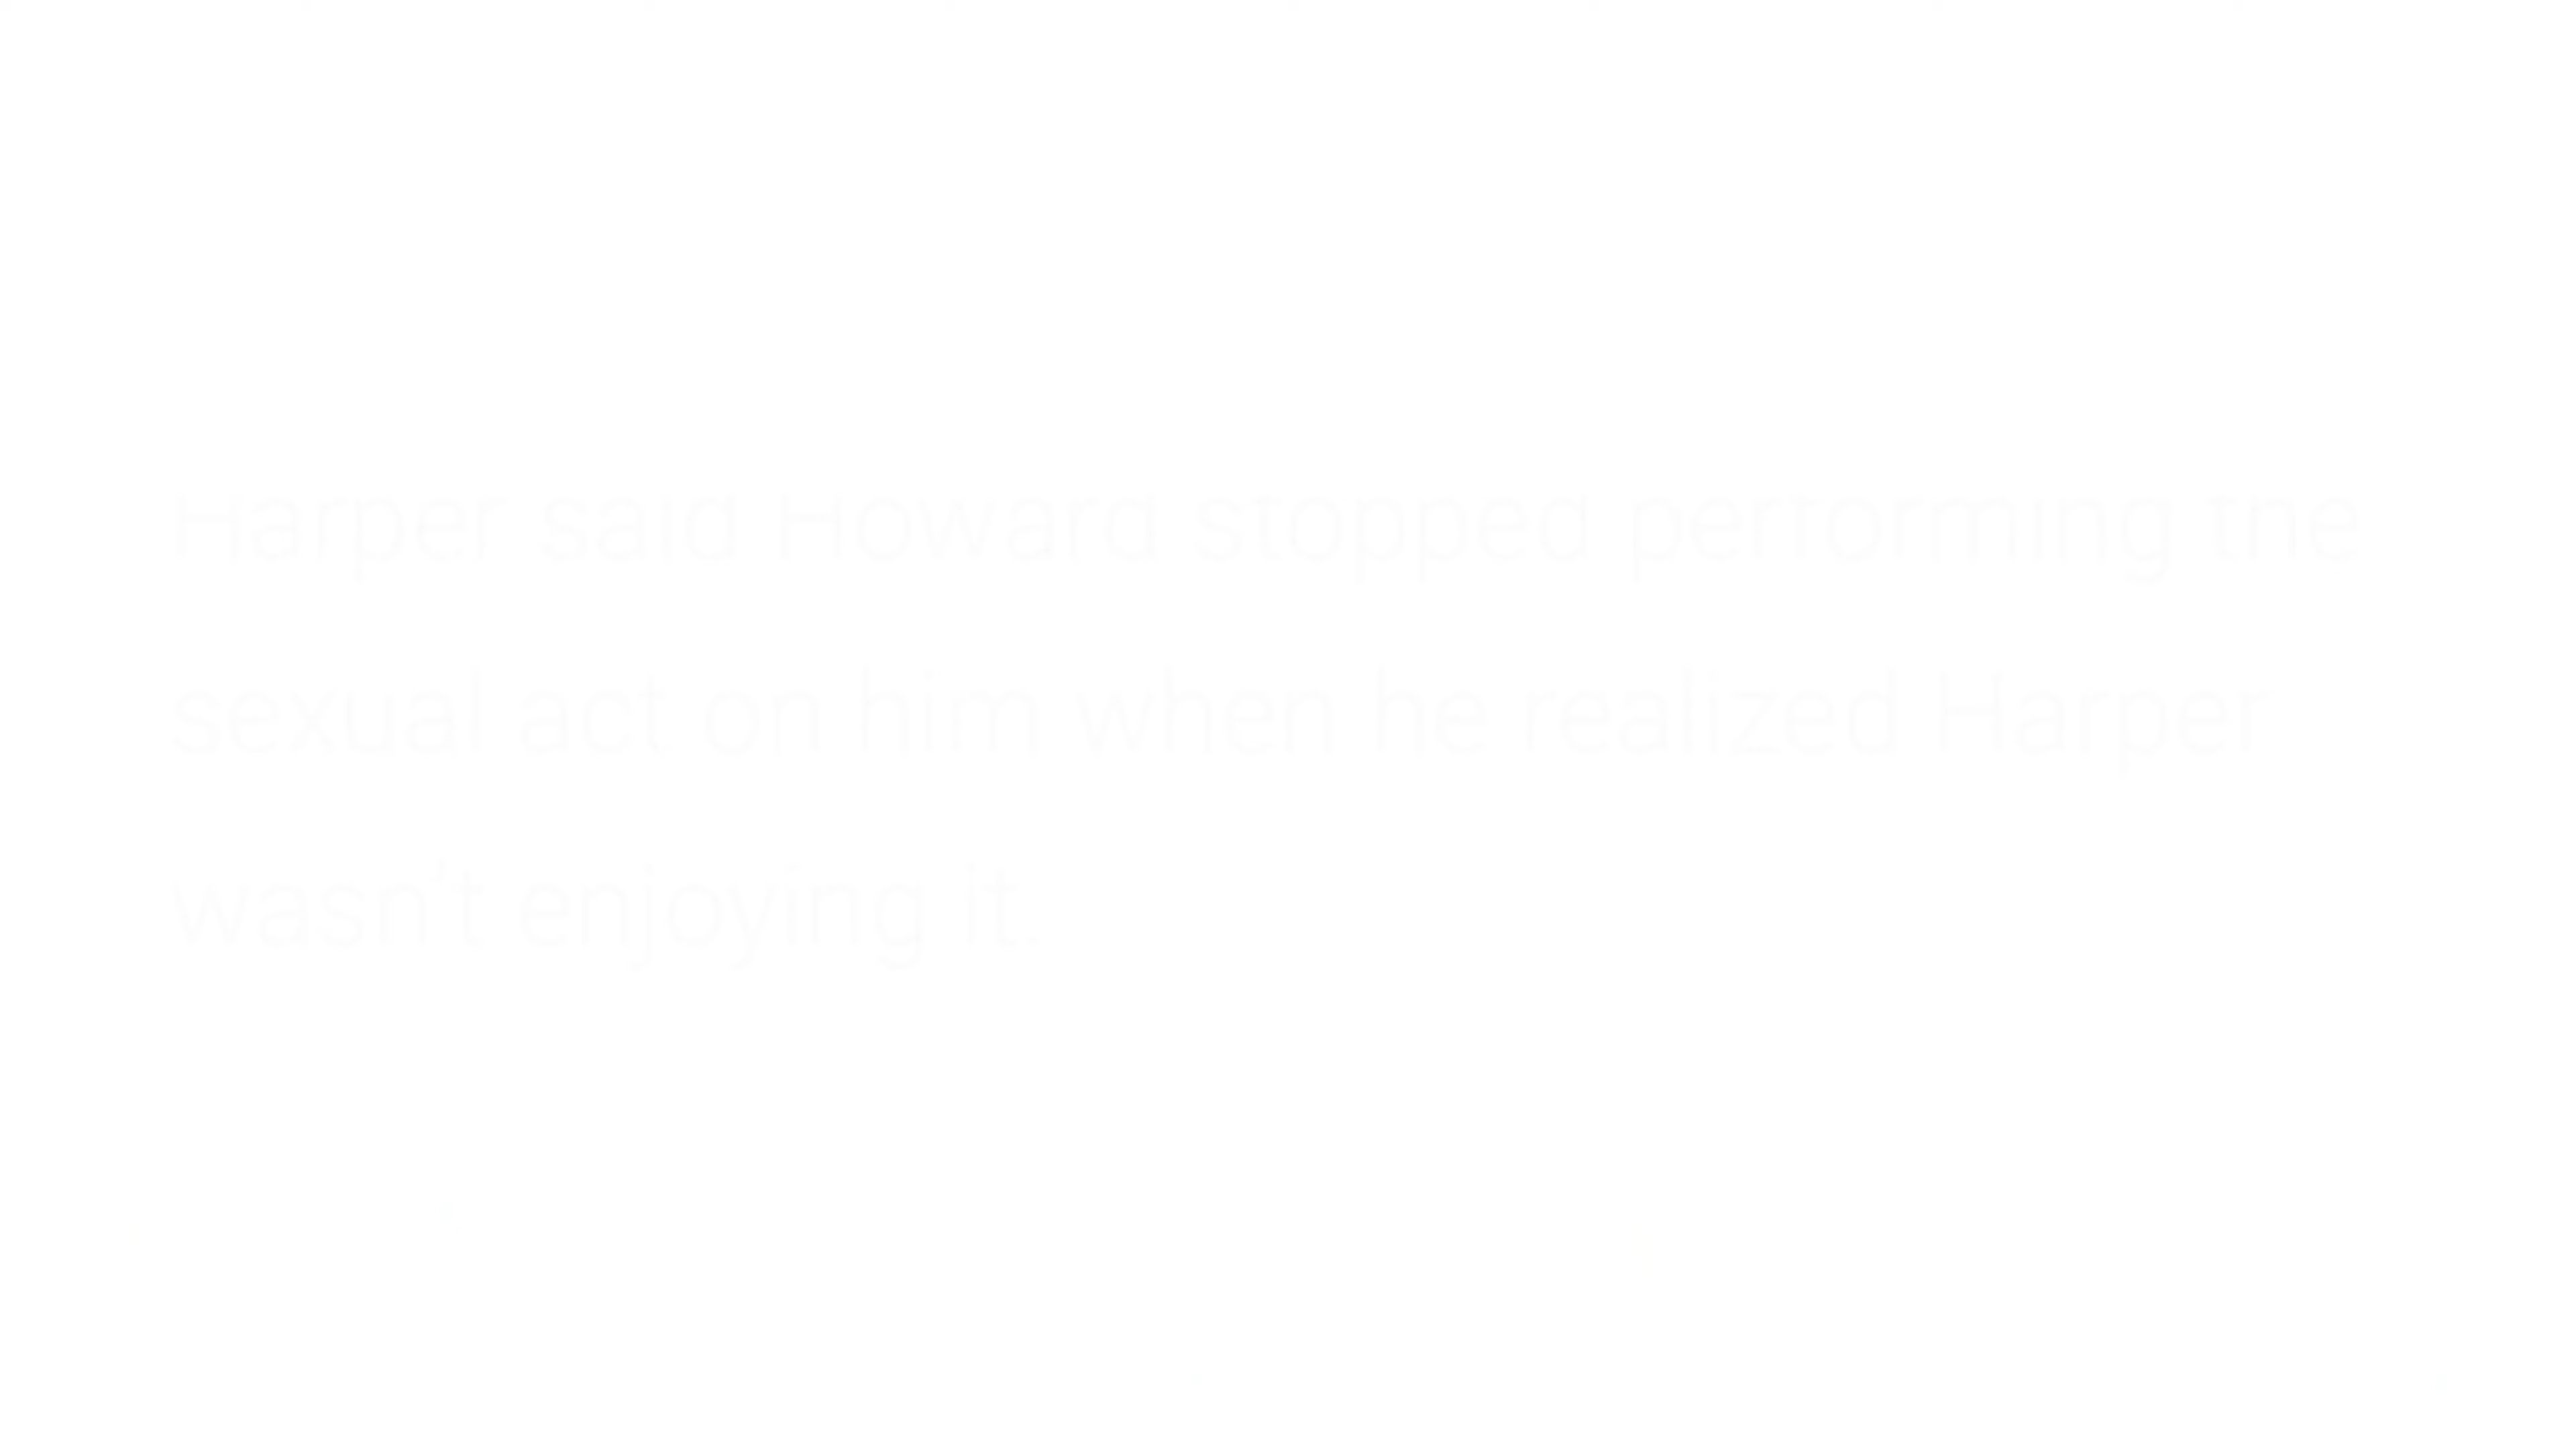 Harper said Howard stopped performing the
sexual act on him when he realized Harper
wasn't enjoying it.